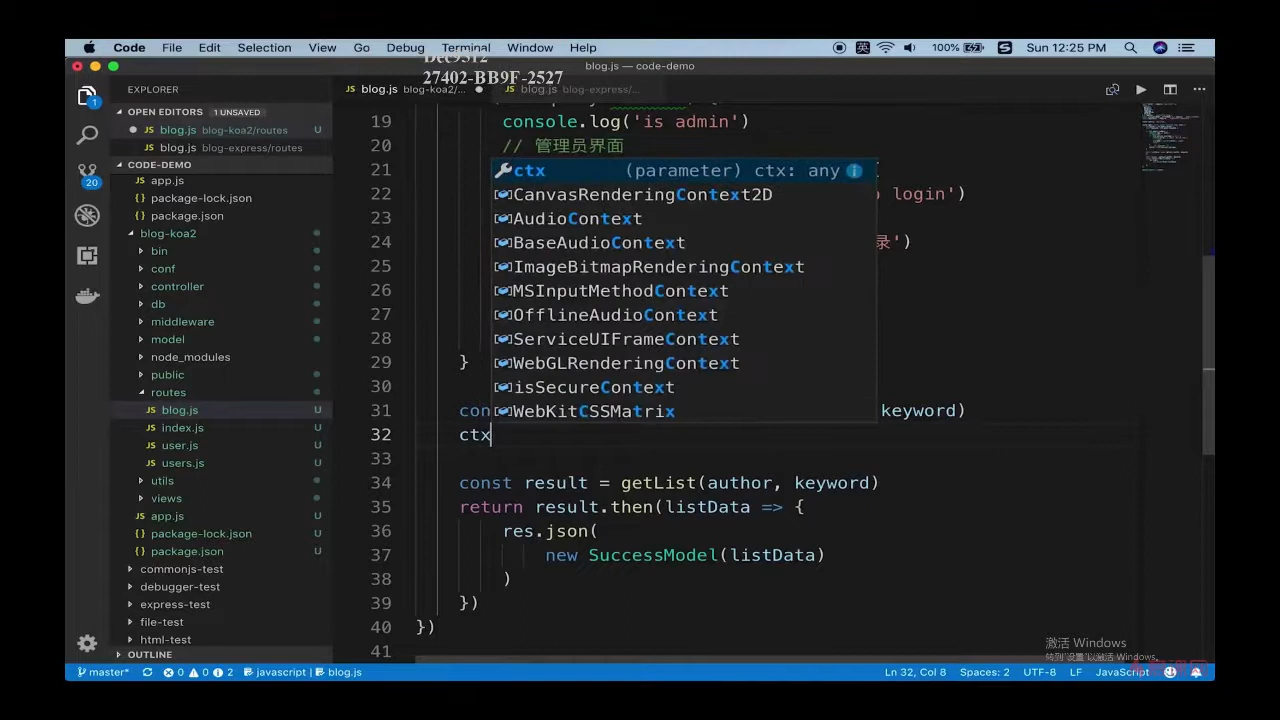 Code File Edit Selection View Go Debug Terminal Window Help 英 100% Sun 12:25 PM
27402-BB9F-2527
blog.js — code-demo
EXPLORER
blog.js blog-koa2/...
blog.js blog-express/...
OPEN EDITORS 1 UNSAVED
JS blog.js blog-koa2/routes U
JS blog.js blog-express/routes
CODE-DEMO
JS app.js
{ } package-lock.json
{ } package.json
blog-koa2
bin
conf
controller
db
middleware
model
node_modules
public
routes
JS blog.js U
JS index.js U
JS user.js U
JS users.js U
utils
views
JS app.js U
{ } package-lock.json U
{ } package.json U
commonjs-test
debugger-test
express-test
file-test
html-test
OUTLINE
1
20
19 console.log('is admin')
20 // 管理员界面
21
22 login')
23
24 录')
25
26
27
28
29 }
30
31 con keyword)
32 ctx
33
34 const result = getList(author, keyword)
35 return result.then(listData => {
36 res.json(
37 new SuccessModel(listData)
38 )
39 })
40 })
41
ctx (parameter) ctx: any
CanvasRenderingContext2D
AudioContext
BaseAudioContext
ImageBitmapRenderingContext
MSInputMethodContext
OfflineAudioContext
ServiceUIFrameContext
WebGLRenderingContext
isSecureContext
WebKitCSSMatrix
激活 Windows
转到"设置"以激活 Windows。
master* 0 0 2 javascript | blog.js Ln 32, Col 8 Spaces: 2 UTF-8 LF JavaScript